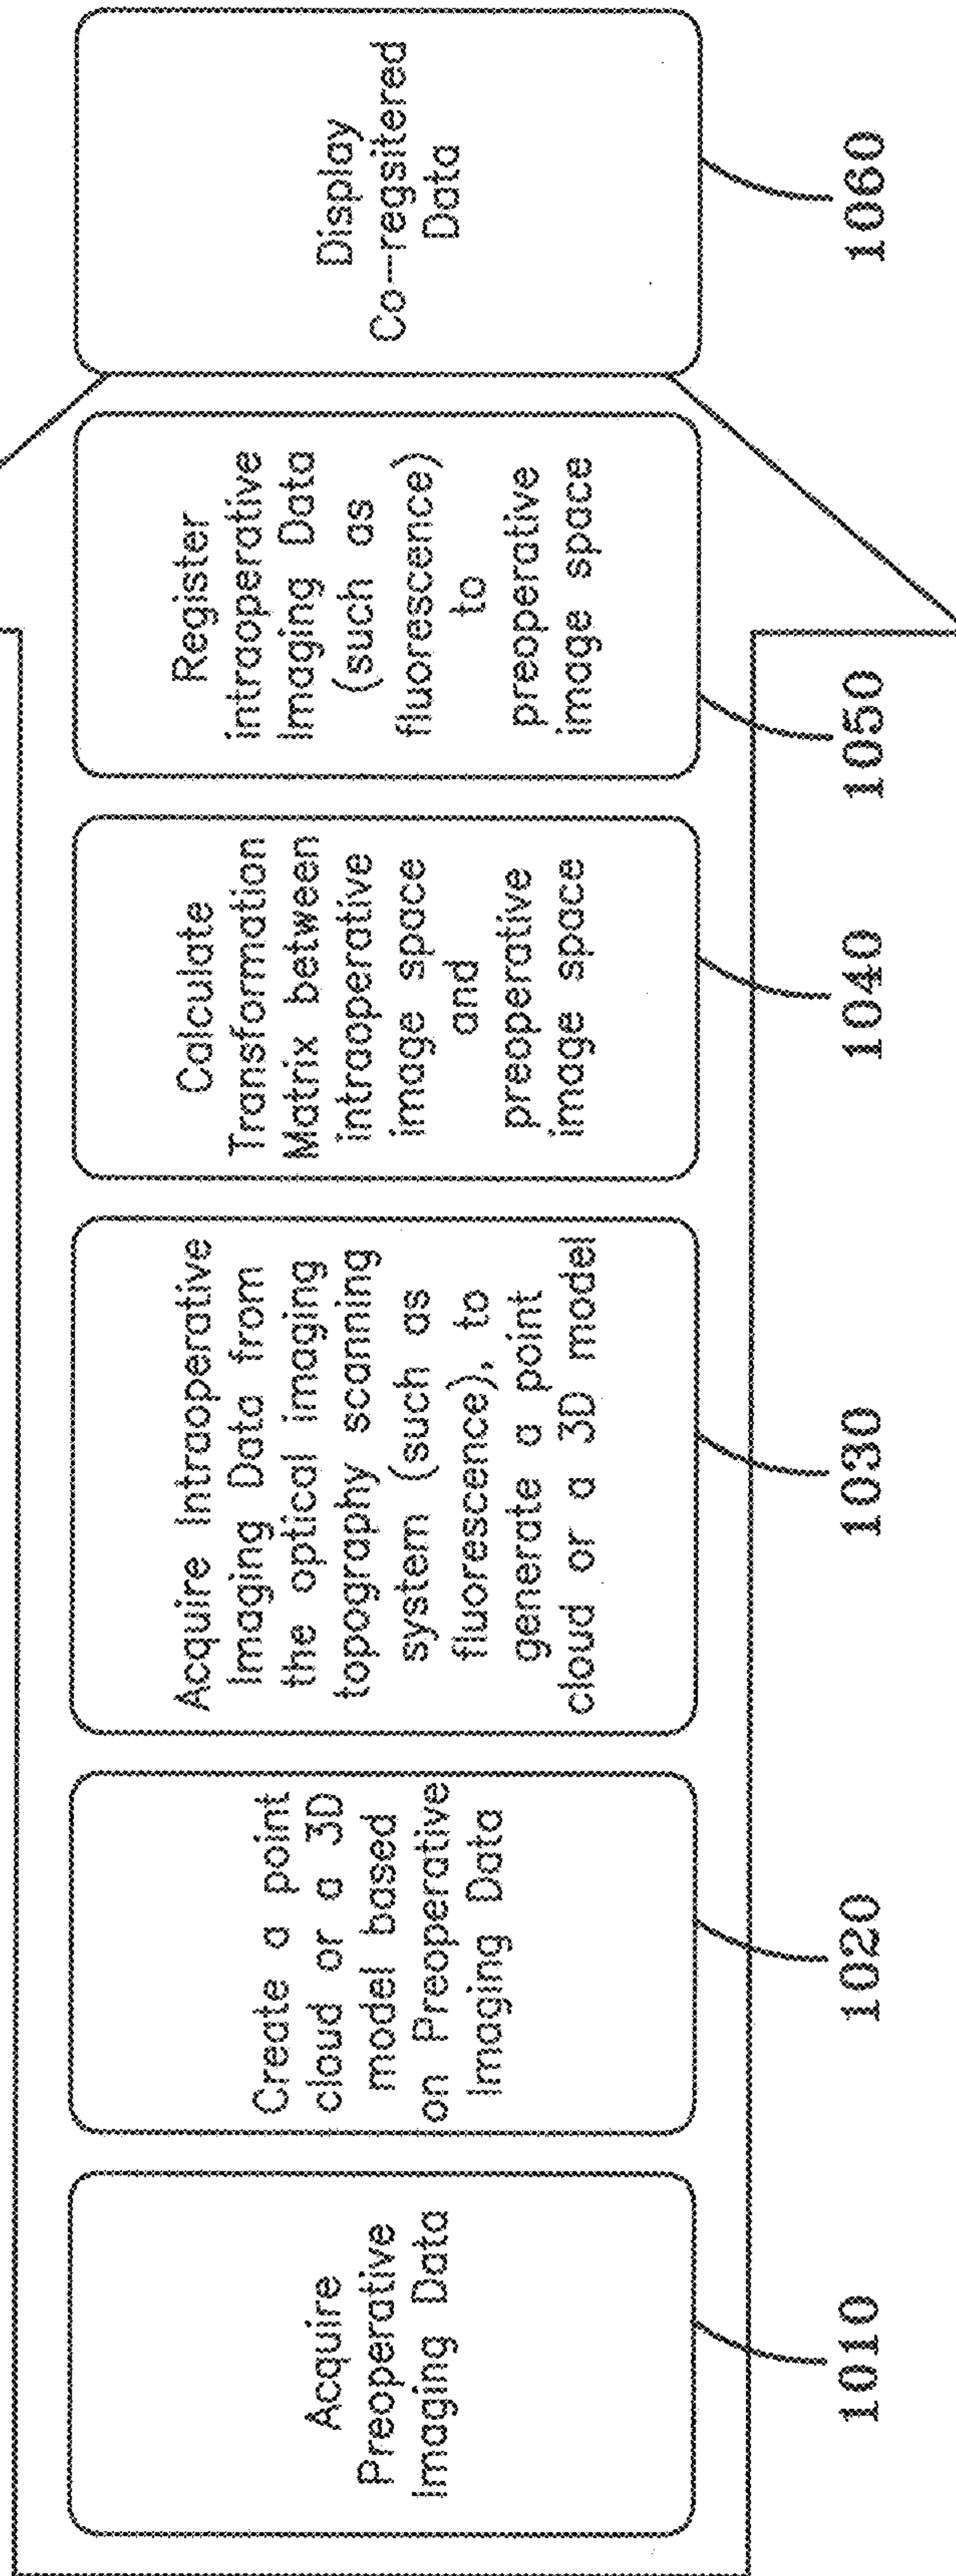 Acquire
Preoperative
Imaging Data
1010
Create a point
cloud or a 3D
model based
on Preoperative
Imaging Data
1020
Acquire Intraoperative
Imaging Data from
the optical imaging
topography scanning
system (such as
fluorescence), to
generate a point
cloud or a 3D model
1030
Calculate
Transformation
Matrix between
intraoperative
image space
and
preoperative
image space
1040
Register
intraoperative
Imaging Data
(such as
fluorescence)
to
preoperative
image space
1050
Display
Co-regsitered
Data
1060